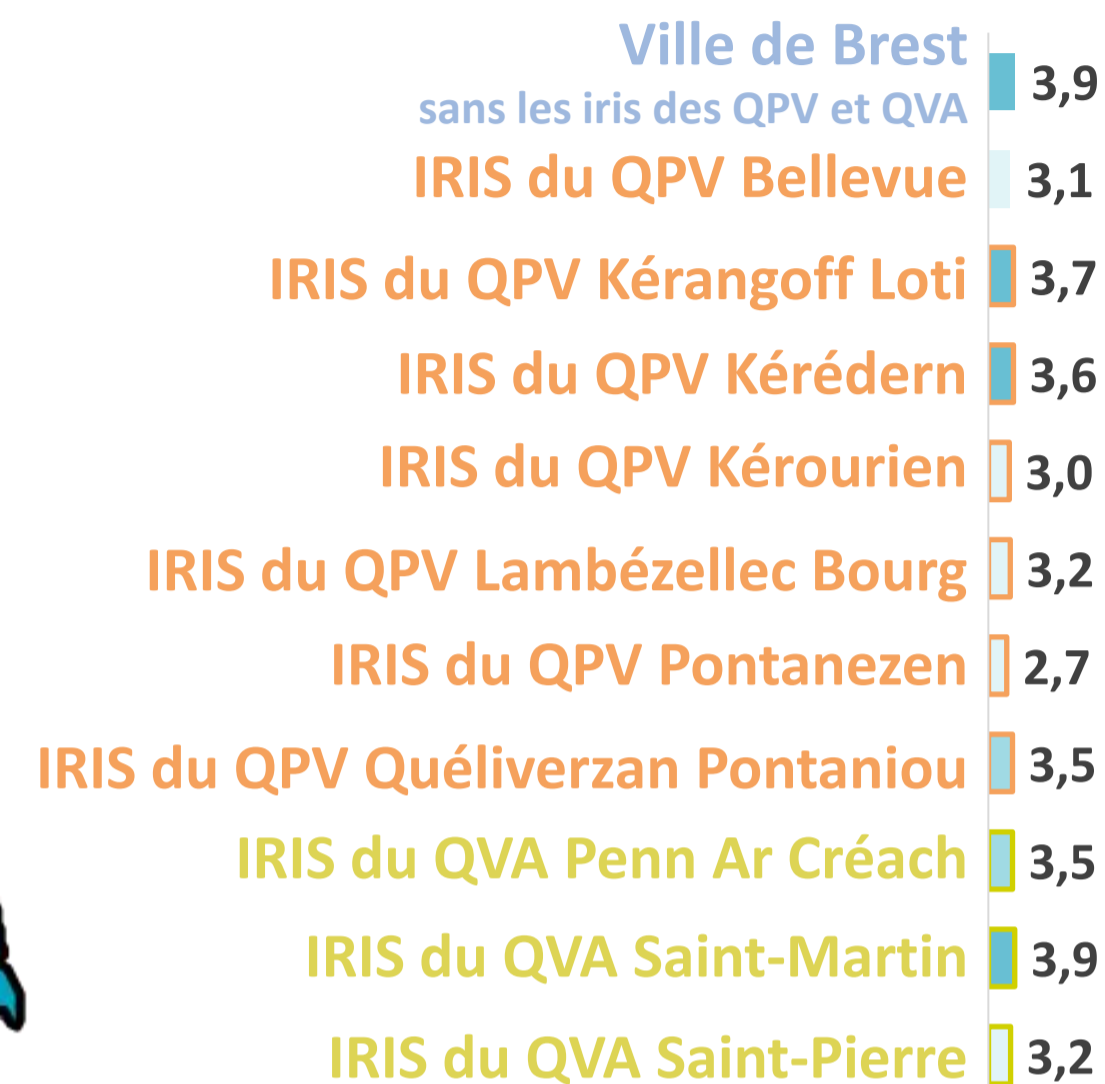 Ville de Brest 3,9
sans les iris des QPV et QVA
IRIS du QPV Bellevue 3,1
IRIS du QPV Kérangoff Loti 3,7
IRIS du QPV Kérédern 3,6
IRIS du QPV Kérourien 3,0
IRIS du QPV Lambézellec Bourg 3,2
IRIS du QPV Pontanezen 2,7
IRIS du QPV Quéliverzan Pontaniou 3,5
IRIS du QVA Penn Ar Créach 3,5
IRIS du QVA Saint-Martin 3,9
IRIS du QVA Saint-Pierre 3,2